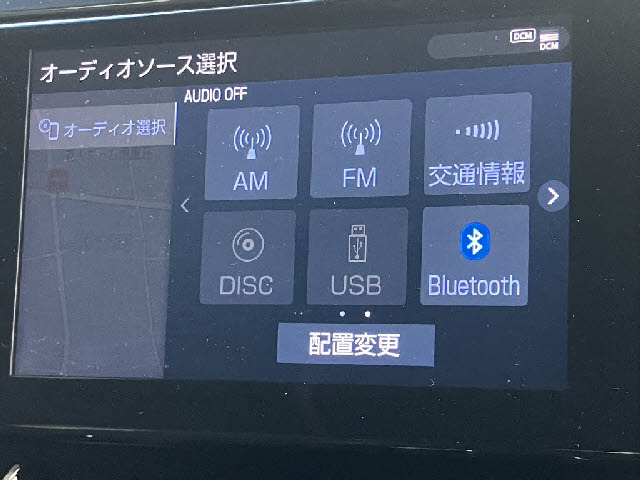 DCM
DCM
オーディオソース選択
AUDIO OFF
オーディオ選択
AM
FM
交通情報
DISC
USB
Bluetooth
配置変更